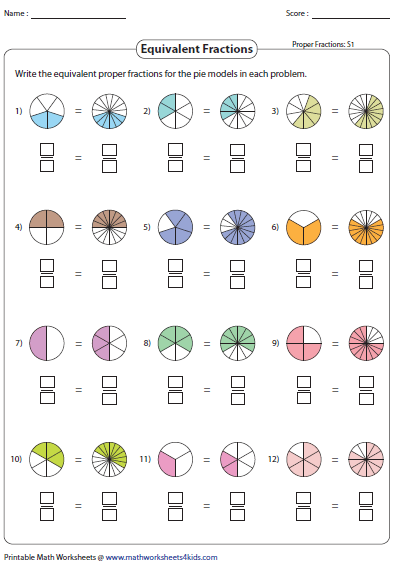 Name :
Score :
Equivalent Fractions
Proper Fractions: S1
Write the equivalent proper fractions for the pie models in each problem.
1) = 2) = 3) =
= = =
4) = 5) = 6) =
= = =
7) = 8) = 9) =
= = =
10) = 11) = 12) =
= = =
Printable Math Worksheets @ www.mathworksheets4kids.com